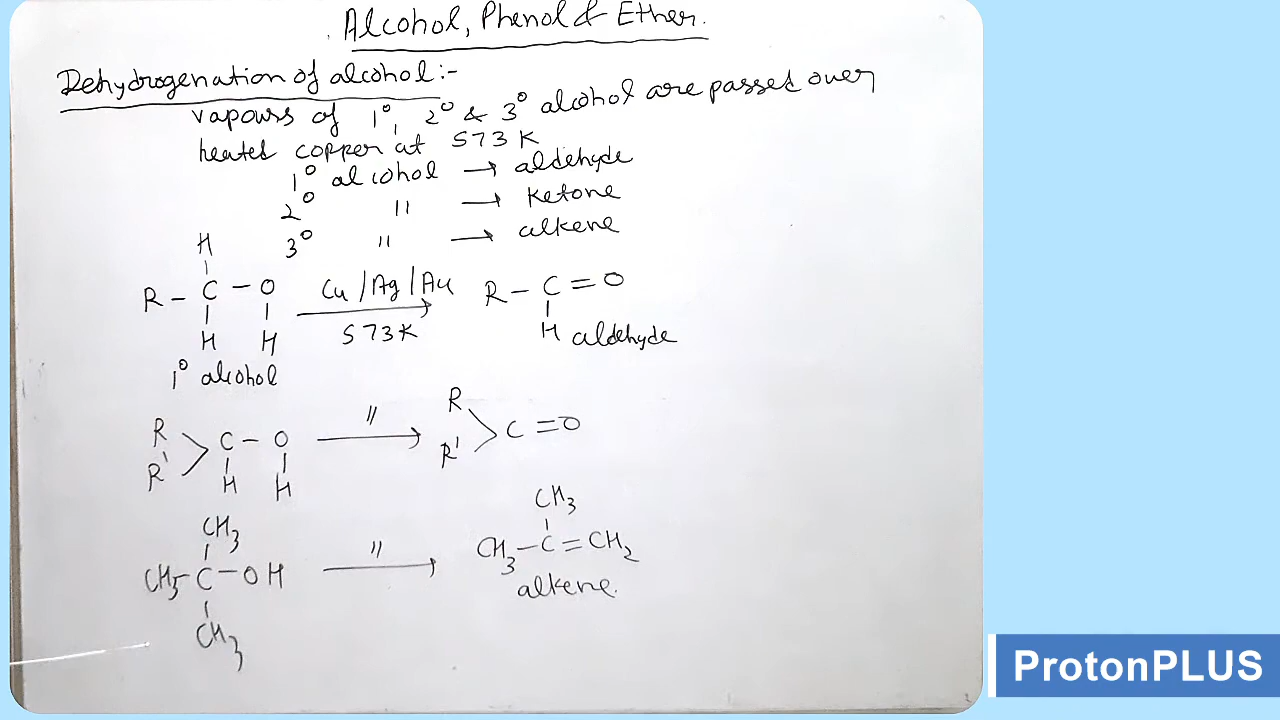 Alcohol, Phenol & Ether.
Dehydrogenation of alcohol:-
vapours of 1°, 2° & 3° alcohol are passed over
heated copper at 573 K
1° alcohol → aldehyde
2° " → ketone
3° " → alkene
H
R - C - O Cu/Ag/Au → R - C = O
H H 573K H aldehyde
1° alcohol
R R
C - O " → C = O
R' H H R'
CH3 CH3
CH3-C-OH " → CH3-C=CH2
CH3 alkene.
ProtonPLUS